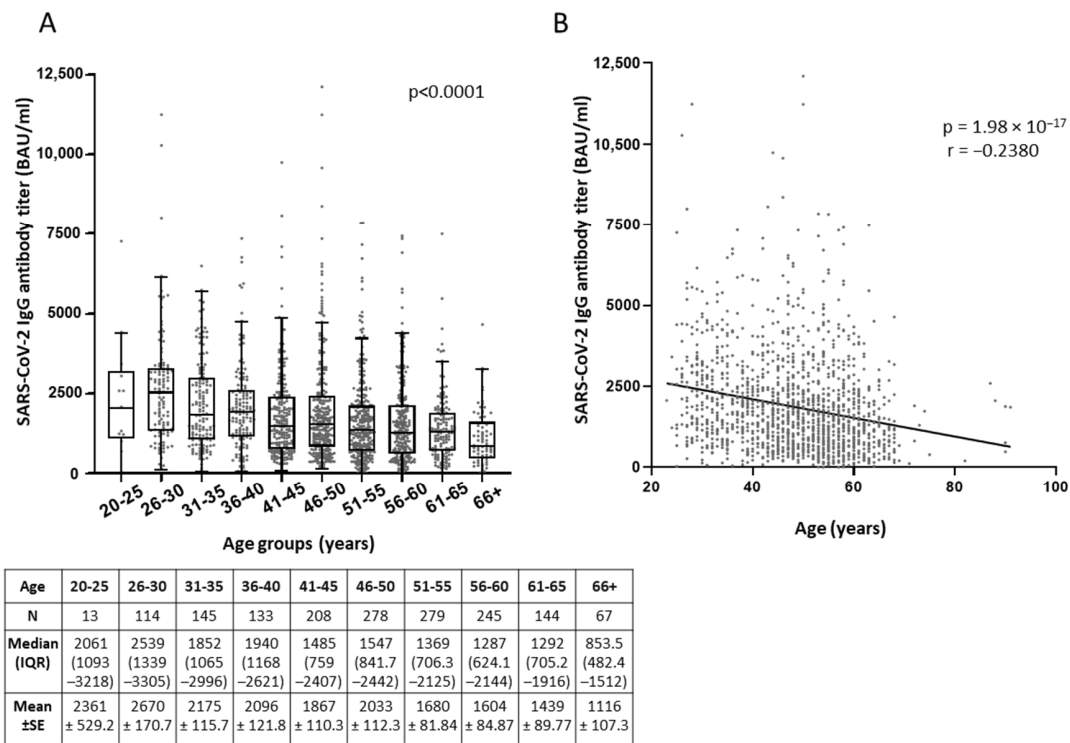 A
SARS-CoV-2 IgG antibody titer (BAU/ml)
12,500
10,000
7500
5000
2500
0
p<0.0001
20-25 26-30 31-35 36-40 41-45 46-50 51-55 56-60 61-65 66+
Age groups (years)
B
SARS-CoV-2 IgG antibody titer (BAU/ml)
12,500
10,500
7500
5000
2500
0
p = 1.98 × 10⁻¹⁷
r = –0.2380
20 40 60 80 100
Age (years)
Age 20-25 26-30 31-35 36-40 41-45 46-50 51-55 56-60 61-65 66+
N 13 114 145 133 208 278 279 245 144 67
Median 2061 2539 1852 1940 1485 1547 1369 1287 1292 853.5
(IQR) (1093 (1339 (1065 (1168 (759 (841.7 (706.3 (624.1 (705.2 (482.4
–3218) –3305) –2996) –2621) –2407) –2442) –2125) –2144) –1916) –1512)
Mean 2361 2670 2175 2096 1867 2033 1680 1604 1439 1116
±SE ± 529.2 ± 170.7 ± 115.7 ± 121.8 ± 110.3 ± 112.3 ± 81.84 ± 84.87 ± 89.77 ± 107.3